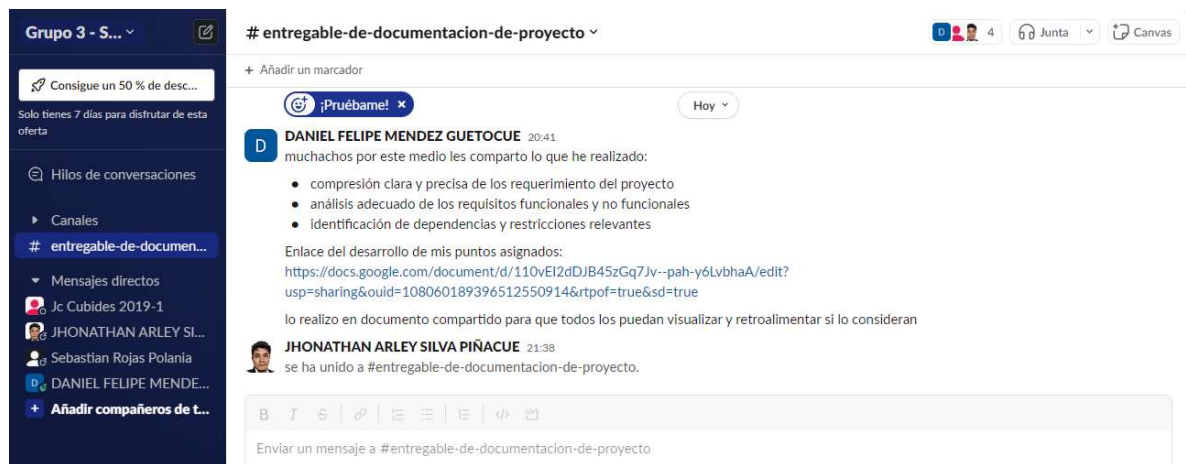 Grupo 3 - S...
Consigue un 50 % de desc...
Solo tienes 7 días para disfrutar de esta
oferta
Hilos de conversaciones
Canales
# entregable-de-documen...
Mensajes directos
Jc Cubides 2019-1
JHONATHAN ARLEY SI...
Sebastian Rojas Polania
D DANIEL FELIPE MENDE...
+ Añadir compañeros de t...
# entregable-de-documentacion-de-proyecto
D 4 Junta Canvas
+ Añadir un marcador
¡Pruébame! ×
Hoy
D DANIEL FELIPE MENDEZ GUETOCUE 20:41
muchachos por este medio les comparto lo que he realizado:
• compresión clara y precisa de los requerimiento del proyecto
• análisis adecuado de los requisitos funcionales y no funcionales
• identificación de dependencias y restricciones relevantes
Enlace del desarrollo de mis puntos asignados:
https://docs.google.com/document/d/110vEI2dDJB45zGq7Jv--pah-y6LvbhaA/edit?
usp=sharing&ouid=108060189396512550914&rtpof=true&sd=true
lo realizo en documento compartido para que todos los puedan visualizar y retroalimentar si lo consideran
JHONATHAN ARLEY SILVA PIÑACUE 21:38
se ha unido a #entregable-de-documentacion-de-proyecto.
B I S
Enviar un mensaje a #entregable-de-documentacion-de-proyecto